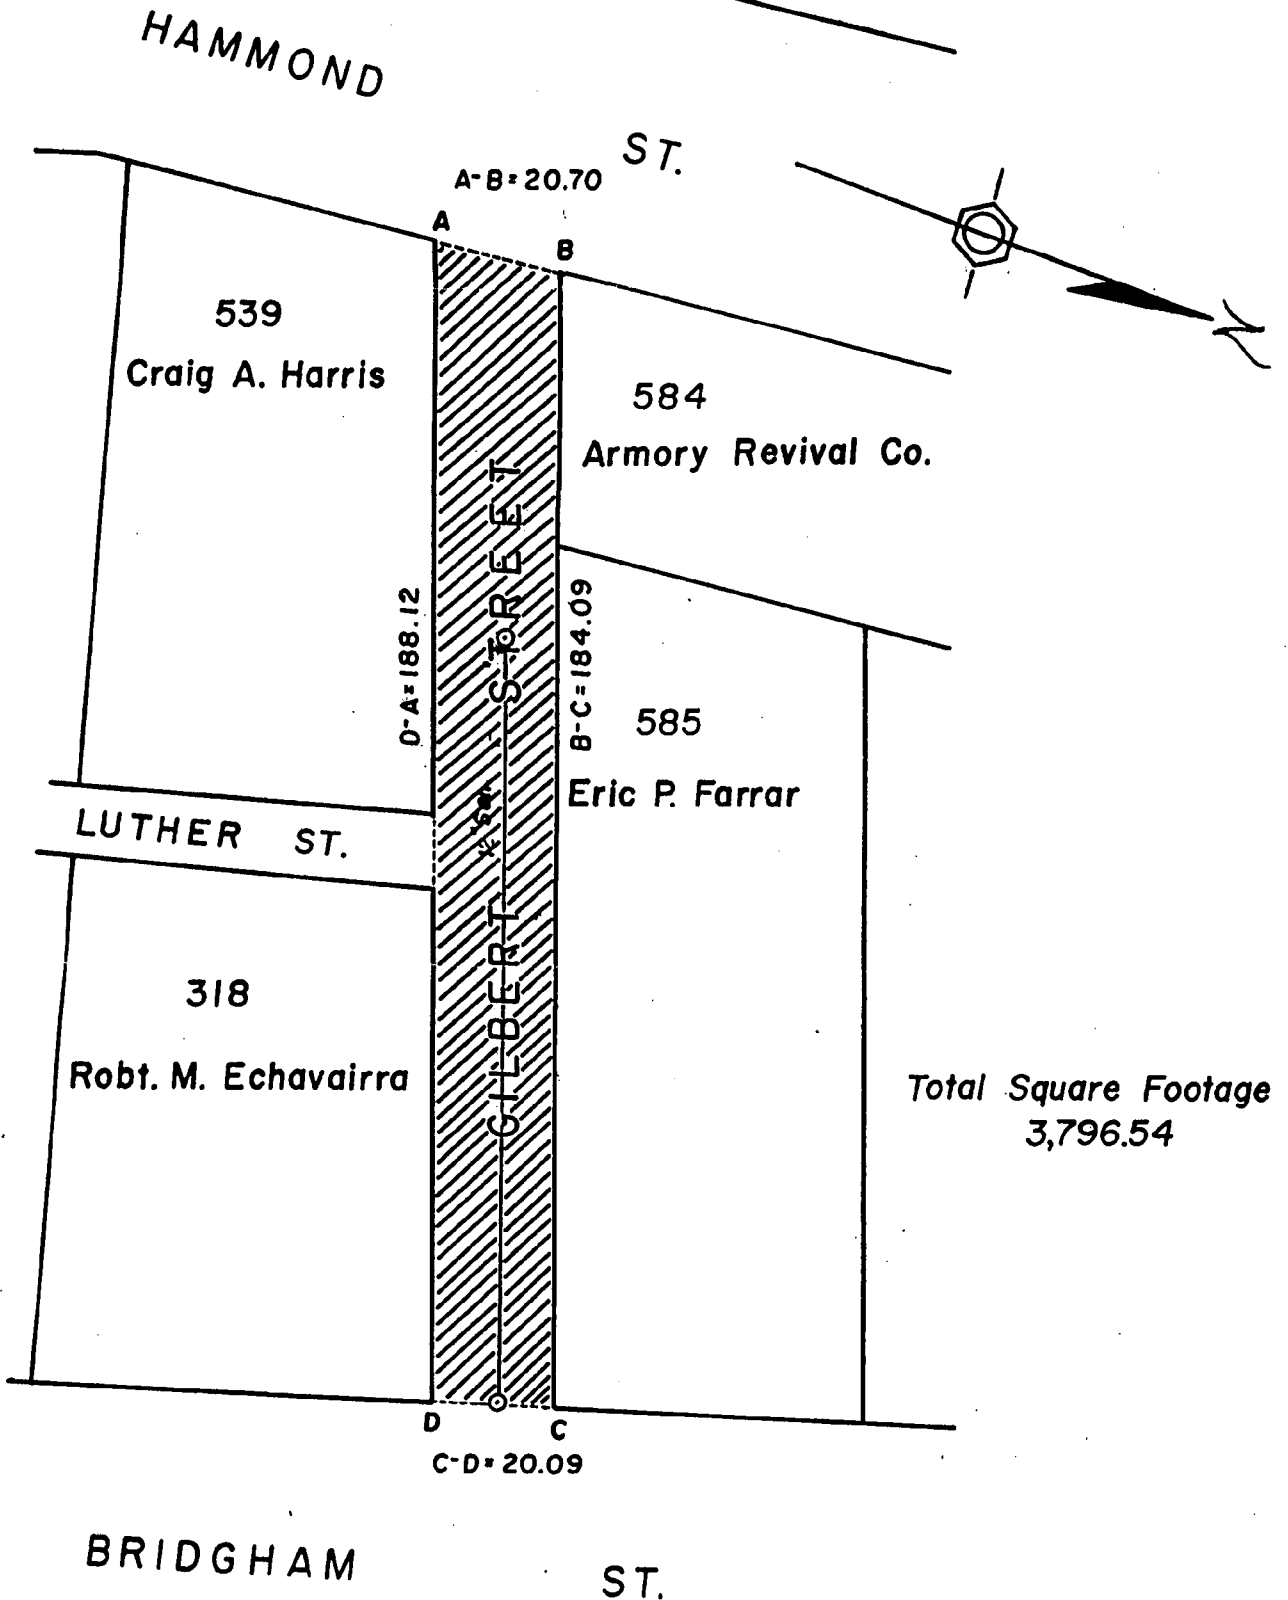 HAMMOND ST.
A-B=20.70
A
B
539
Craig A. Harris
584
Armory Revival Co.
D-A=188.12
GILBERT STREET
B-C=184.09
585
Eric P. Farrar
LUTHER ST.
318
Robt. M. Echavairra
Total Square Footage
3,796.54
D
C
C-D=20.09
BRIDGHAM ST.
N